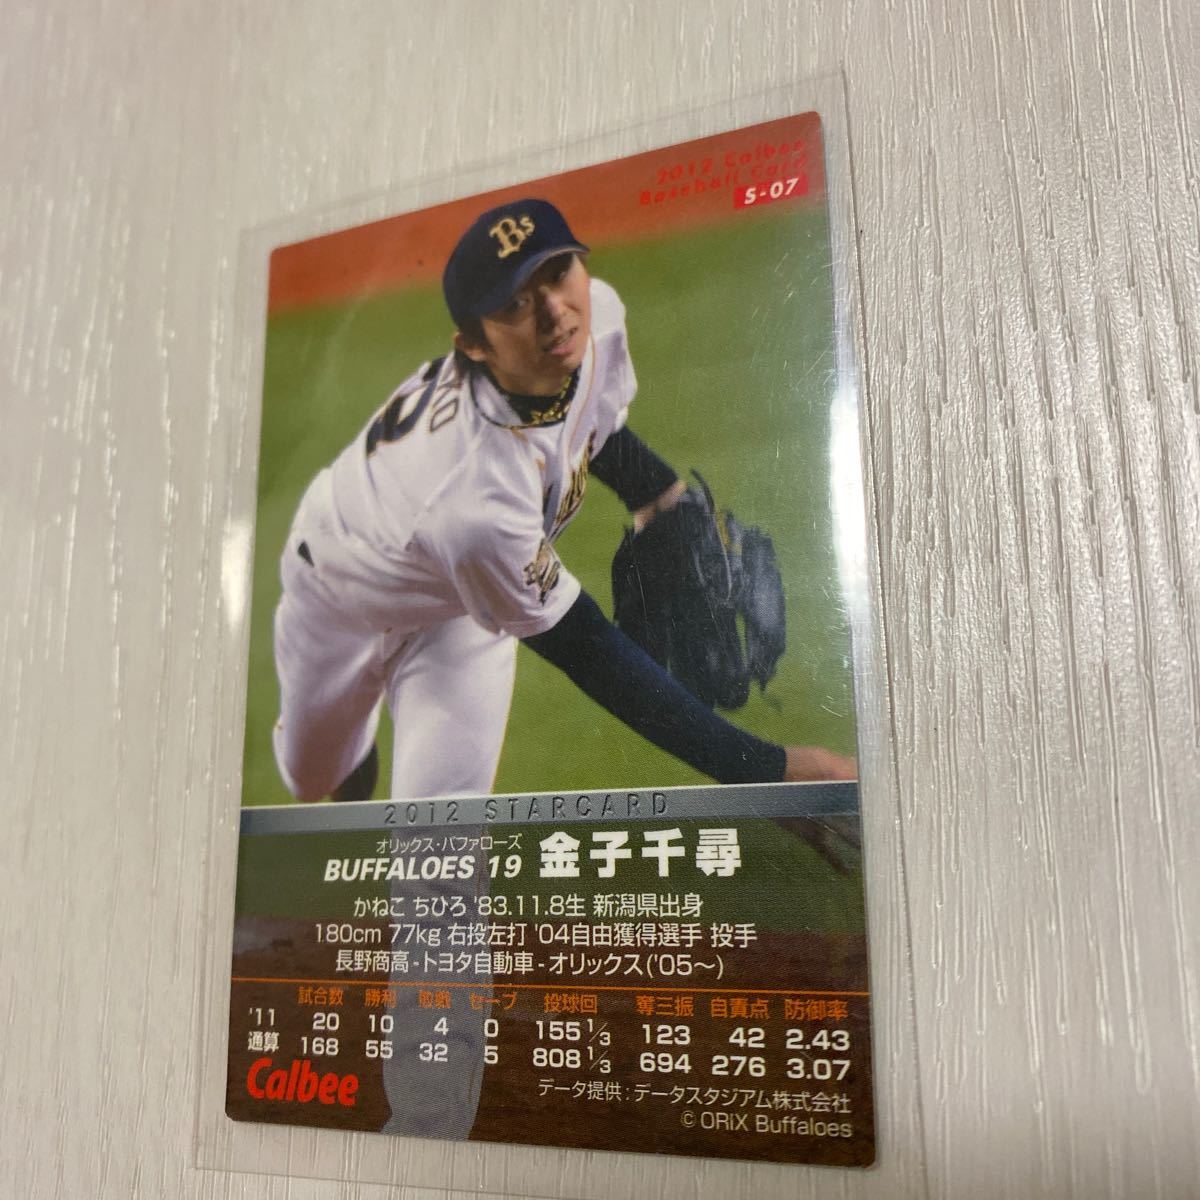 2012 Calbee
Baseball Card
S-07
Bs
2012 STARCARD
オリックス・バファローズ
BUFFALOES 19 金子千尋
かねこ ちひろ '83.11.8生 新潟県出身
180cm 77kg 右投左打 '04自由獲得選手 投手
長野商高-トヨタ自動車-オリックス('05〜)
試合数 勝利 敗戦 セーブ 投球回 奪三振 自責点 防御率
'11 20 10 4 0 155 1/3 123 42 2.43
通算 168 55 32 5 808 1/3 694 276 3.07
Calbee
データ提供:データスタジアム株式会社
© ORIX Buffaloes